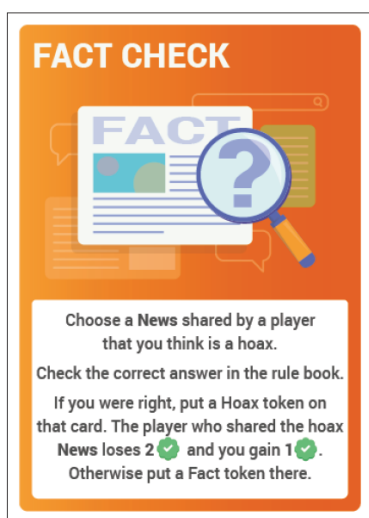 FACT CHECK
FACT
?
Choose a News shared by a player
that you think is a hoax.
Check the correct answer in the rule book.
If you were right, put a Hoax token on
that card. The player who shared the hoax
News loses 2 and you gain 1.
Otherwise put a Fact token there.